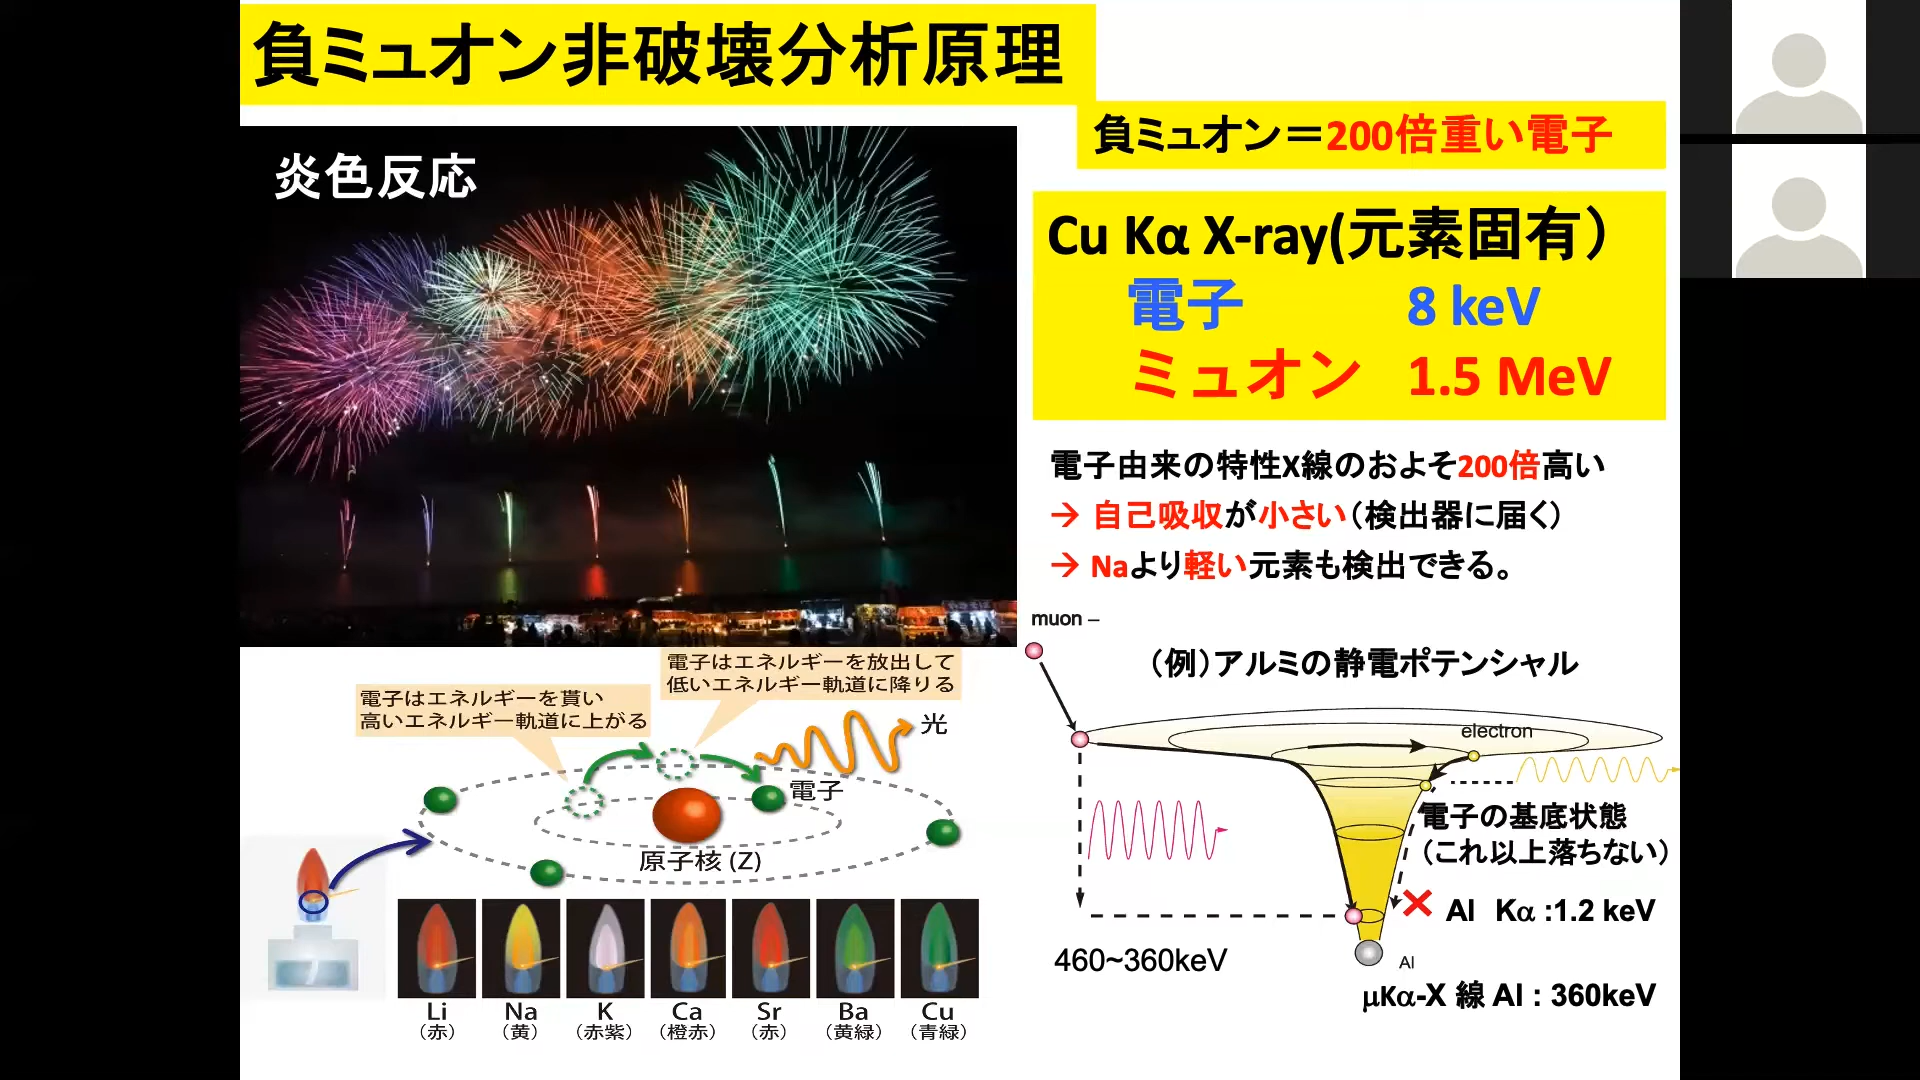 負ミュオン非破壊分析原理
負ミュオン＝200倍重い電子
炎色反応
Cu Kα X-ray(元素固有）
電子 8 keV
ミュオン 1.5 MeV
電子由来の特性X線のおよそ200倍高い
→ 自己吸収が小さい（検出器に届く）
→ Naより軽い元素も検出できる。
muon –
（例）アルミの静電ポテンシャル
electron
電子の基底状態
（これ以上落ちない）
Al Kα :1.2 keV
460~360keV
Al
μKα-X 線 Al : 360keV
電子はエネルギーを貰い
高いエネルギー軌道に上がる
電子はエネルギーを放出して
低いエネルギー軌道に降りる
光
電子
原子核 (Z)
Li Na K Ca Sr Ba Cu
（赤） （黄） （赤紫） （橙赤） （赤） （黄緑） （青緑）